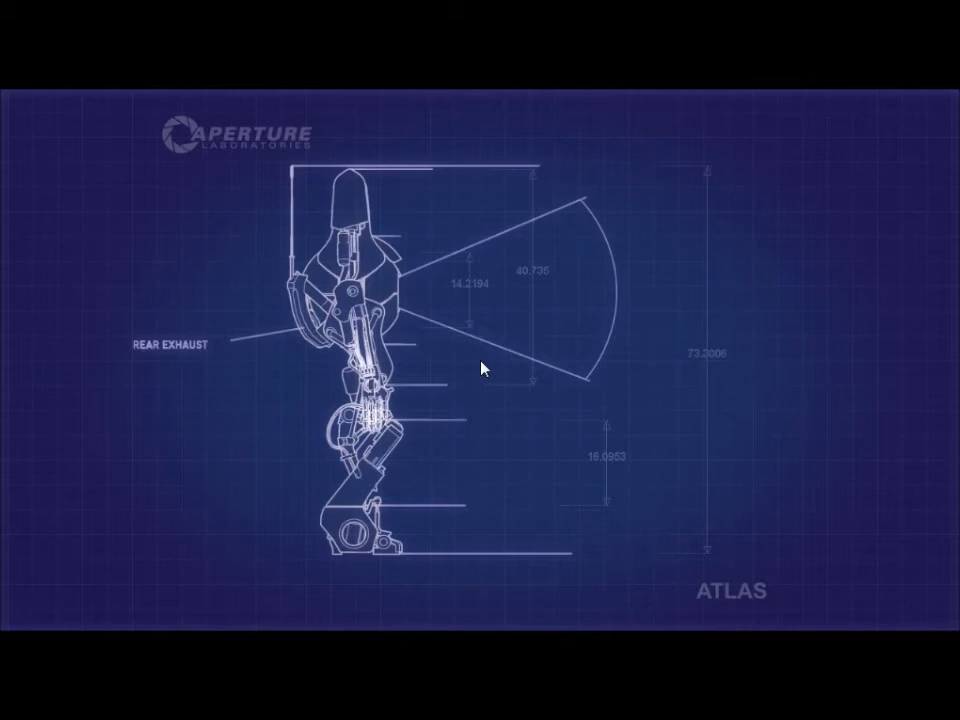 APERTURE
LABORATORIES
40.735
14.2194
REAR EXHAUST
73.2006
16.0953
ATLAS